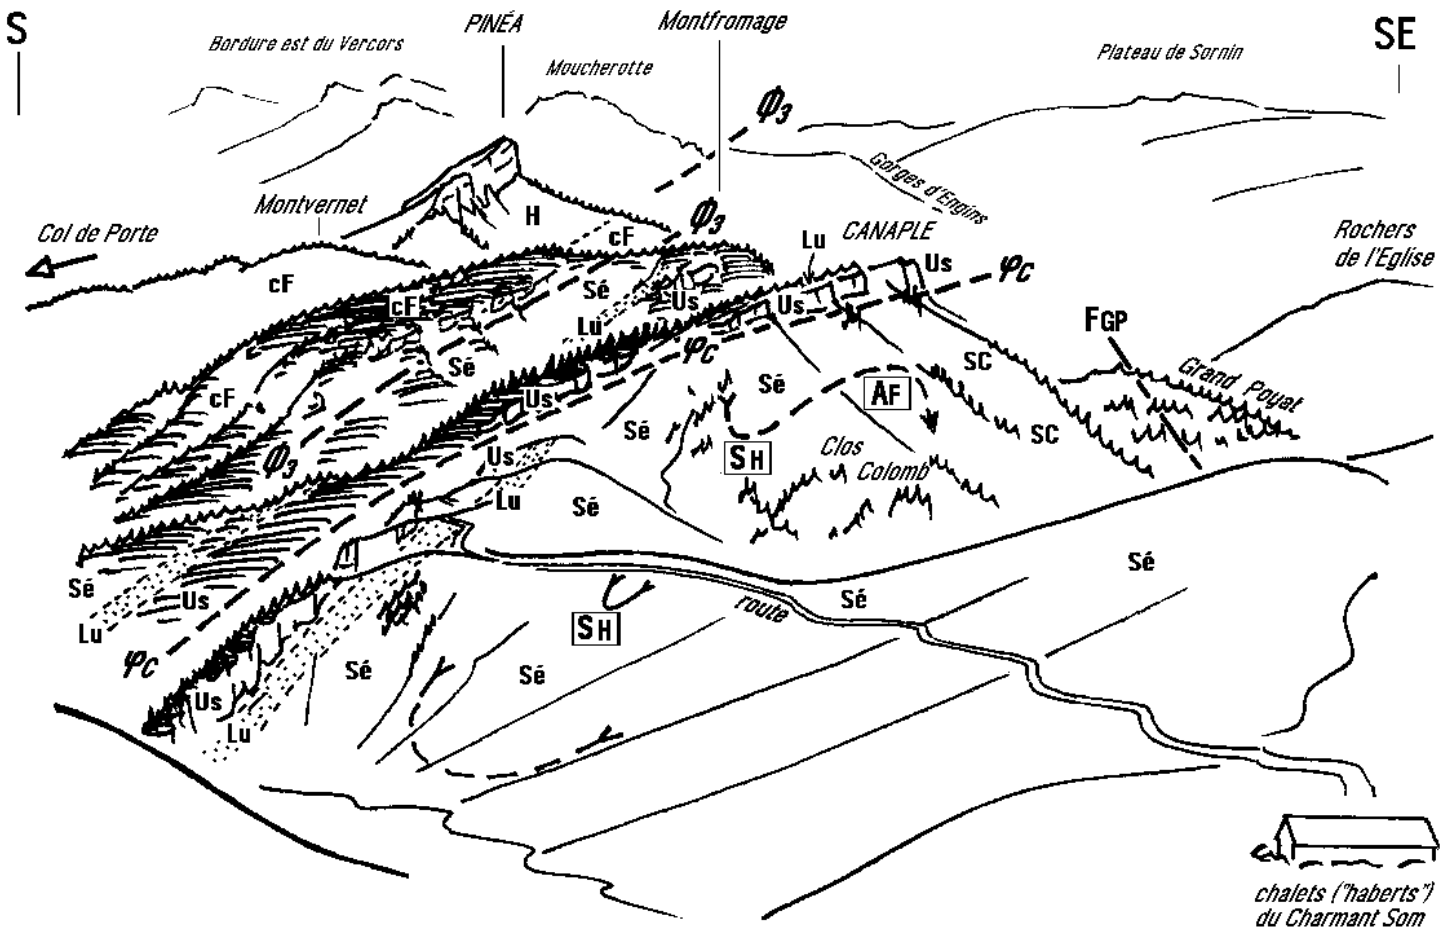 S
PINÉA
Montfromage
SE
Bordure est du Vercors
Moucherotte
Plateau de Sornin
ϕ3
Gorges d'Engins
Montvernet
H
Col de Porte
cF
ϕ3
Lu
CANAPLE
Rochers
de l'Eglise
cF
cF
Sé
Us
Us
Us
φC
Lu
FGP
φC
Sé
SC
Grand Pouat
cF
Us
Sé
AF
Sé
SC
ϕ3
Us
SH
Clos
Colomb
Lu
Sé
Sé
Sé
Us
route
Sé
Lu
SH
φC
Sé
Sé
Us
Lu
chalets ("haberts")
du Charmant Som